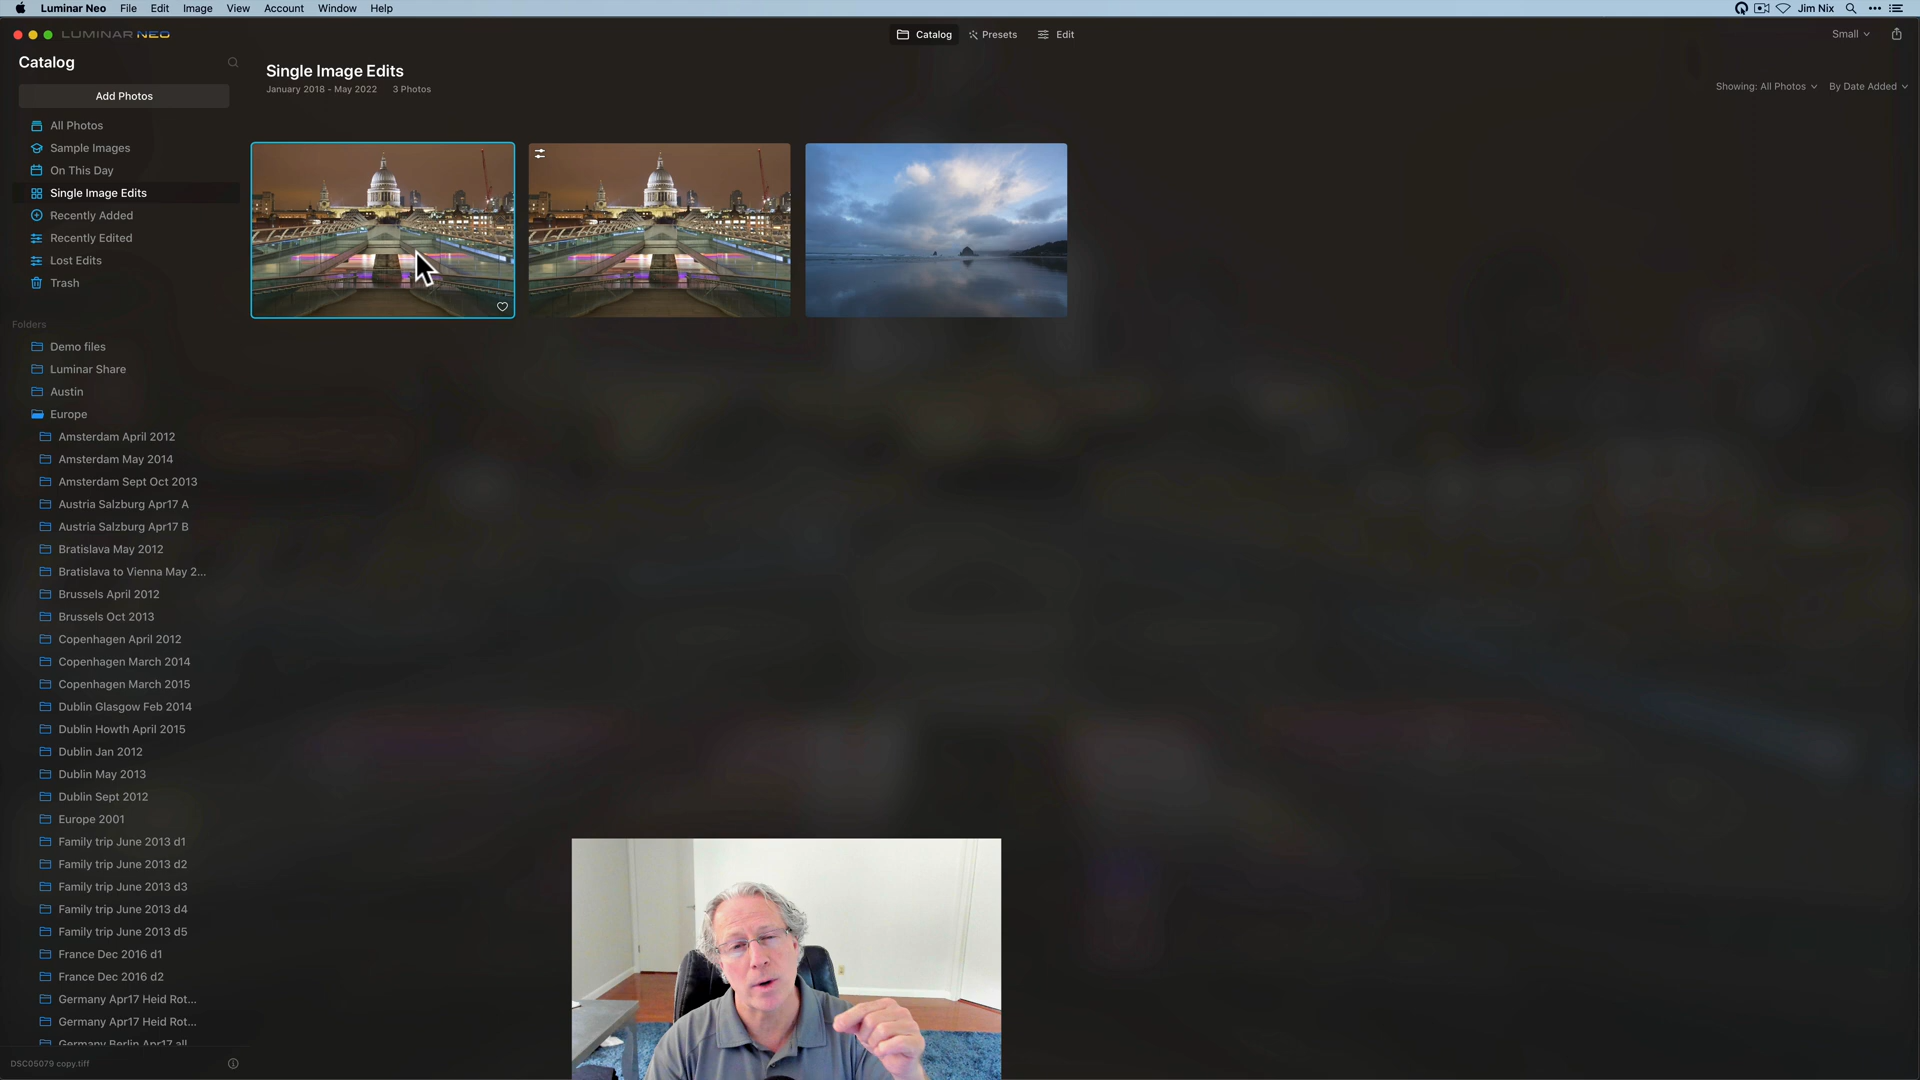 Luminar Neo File Edit Image View Account Window Help
Jim Nix
LUMINAR NEO
Catalog Presets Edit
Small
Catalog
Add Photos
All Photos
Sample Images
On This Day
Single Image Edits
Recently Added
Recently Edited
Lost Edits
Trash
Folders
Demo files
Luminar Share
Austin
Europe
Amsterdam April 2012
Amsterdam May 2014
Amsterdam Sept Oct 2013
Austria Salzburg Apr17 A
Austria Salzburg Apr17 B
Bratislava May 2012
Bratislava to Vienna May 2...
Brussels April 2012
Brussels Oct 2013
Copenhagen April 2012
Copenhagen March 2014
Copenhagen March 2015
Dublin Glasgow Feb 2014
Dublin Howth April 2015
Dublin Jan 2012
Dublin May 2013
Dublin Sept 2012
Europe 2001
Family trip June 2013 d1
Family trip June 2013 d2
Family trip June 2013 d3
Family trip June 2013 d4
Family trip June 2013 d5
France Dec 2016 d1
France Dec 2016 d2
Germany Apr17 Heid Rot...
Germany Apr17 Heid Rot...
Germany Berlin Apr17 all
DSC05079 copy.tiff
Single Image Edits
January 2018 - May 2022 3 Photos
Showing: All Photos By Date Added